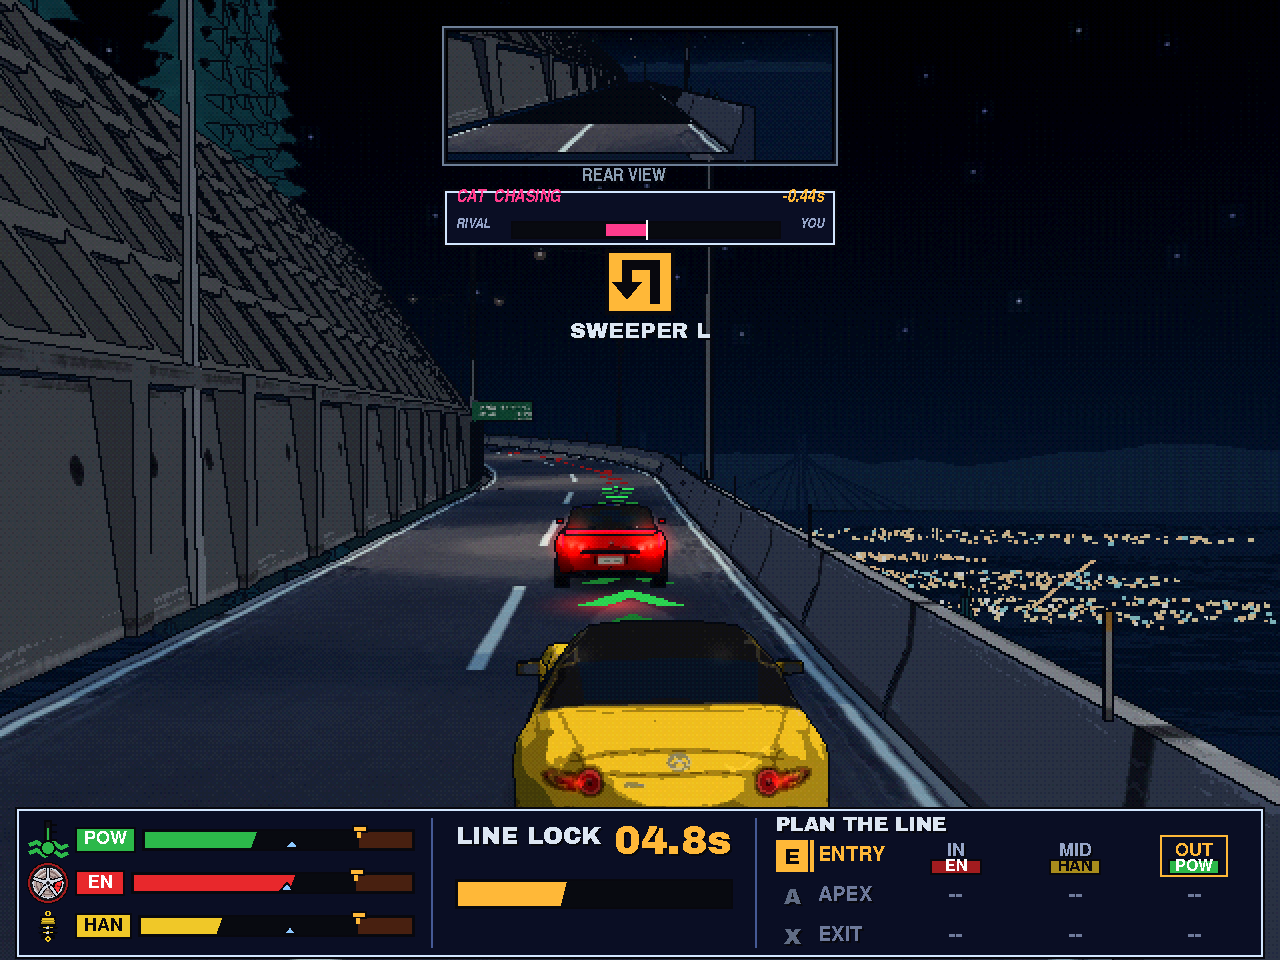 REAR VIEW
CAT CHASING -0.44s
RIVAL YOU
SWEEPER L
POW
EN
HAN
LINE LOCK 04.8s
PLAN THE LINE
E ENTRY IN EN MID HAN OUT POW
A APEX -- -- --
X EXIT -- -- --